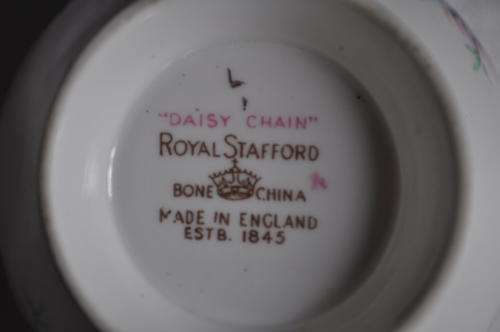 L
"DAISY CHAIN"
ROYAL STAFFORD
BONE CHINA
MADE IN ENGLAND
ESTB. 1845